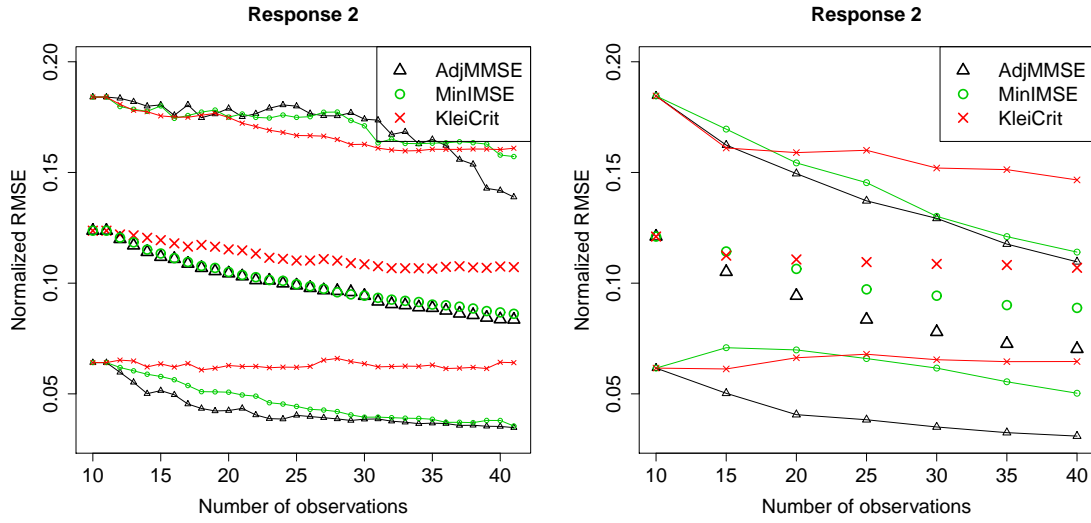 Response 2
Normalized RMSE
0.20
0.15
0.10
0.05
AdjMMSE
MinIMSE
KleiCrit
10 15 20 25 30 35 40
Number of observations
Response 2
Normalized RMSE
0.20
0.15
0.10
0.05
AdjMMSE
MinIMSE
KleiCrit
10 15 20 25 30 35 40
Number of observations